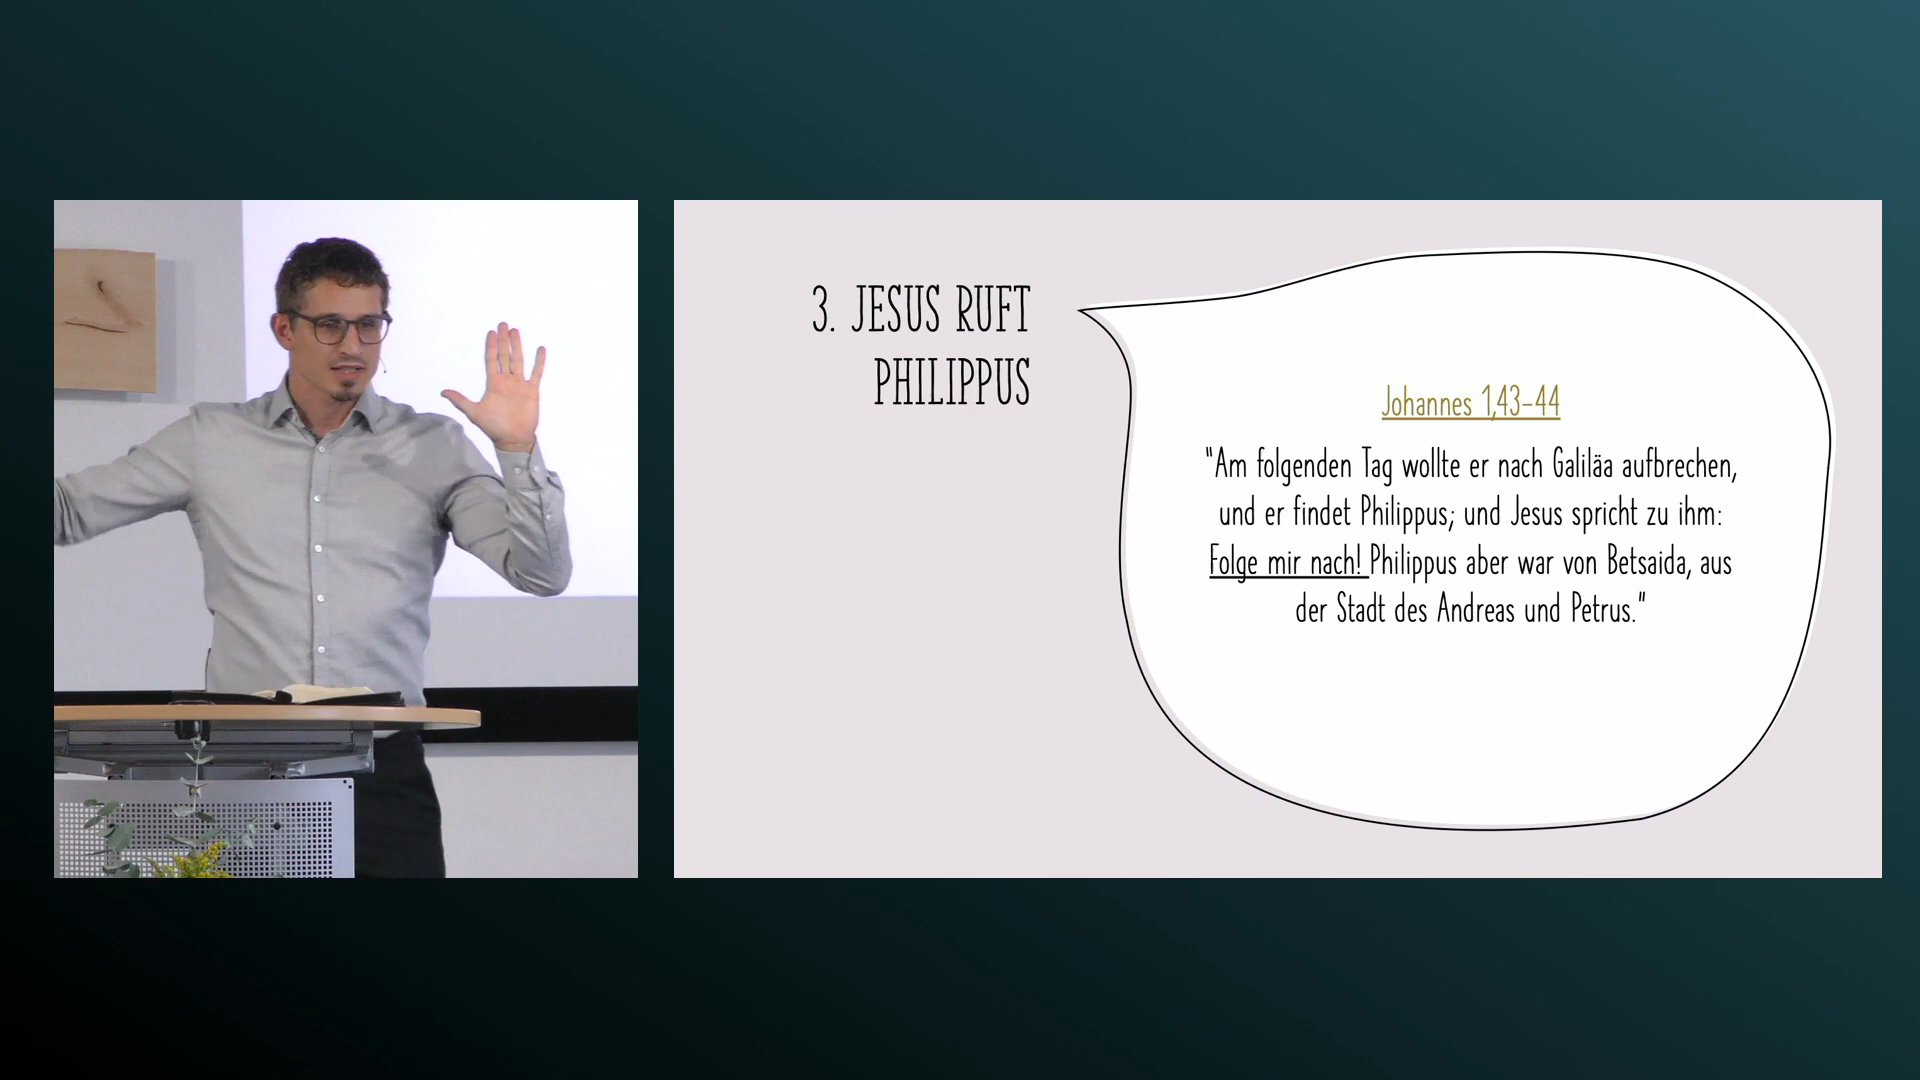 3. JESUS RUFT
PHILIPPUS
Johannes 1,43-44
"Am folgenden Tag wollte er nach Galiläa aufbrechen,
und er findet Philippus; und Jesus spricht zu ihm:
Folge mir nach! Philippus aber war von Betsaida, aus
der Stadt des Andreas und Petrus."